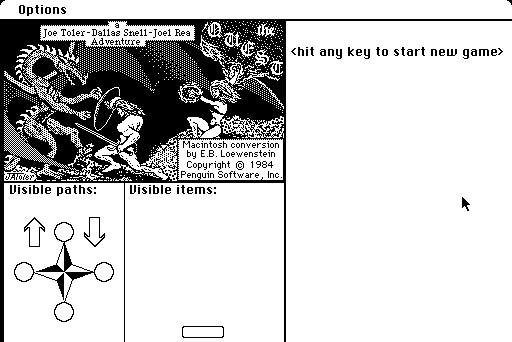 Options
a
Joe Toler-Dallas Snell-Joel Rea
Adventure
the
QUEST
<hit any key to start new game>
Macintosh conversion
by E.B. Loewenstein
Copyright © 1984
Penguin Software, Inc.
Visible paths:
Visible items: